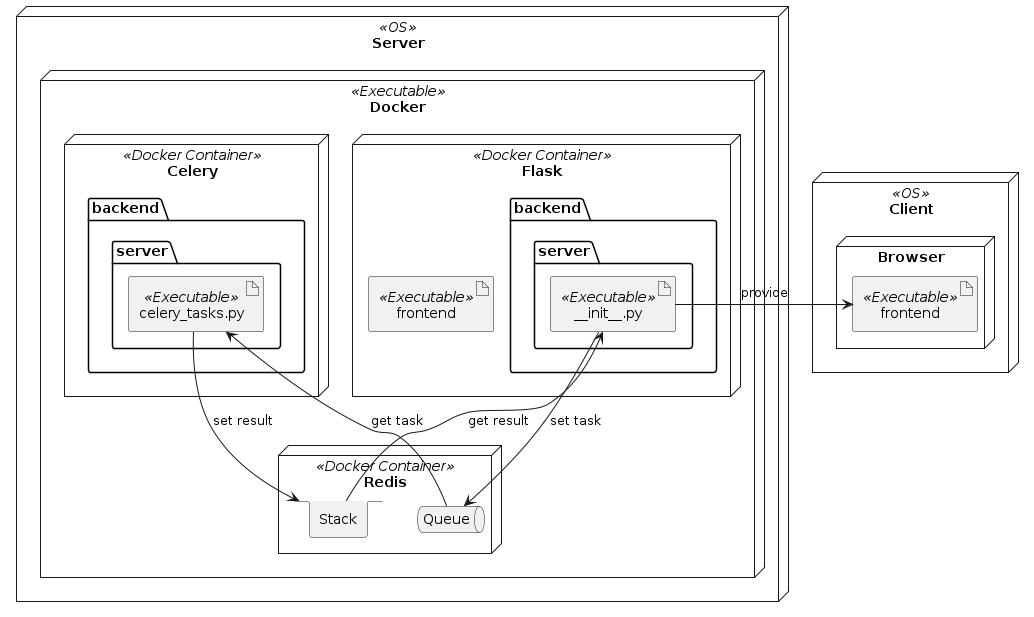 «OS»
Server
«Executable»
Docker
«Docker Container»
Celery
backend
server
«Executable»
celery_tasks.py
«Docker Container»
Flask
«Executable»
frontend
backend
server
«Executable»
__init__.py
provide
«OS»
Client
Browser
«Executable»
frontend
set result
get task
get result
set task
«Docker Container»
Redis
Stack
Queue